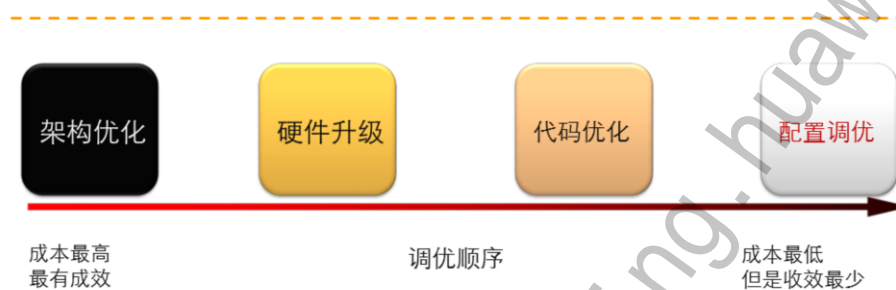 架构优化
硬件升级
代码优化
配置调优
成本最高
最有成效
调优顺序
成本最低
但是收效最少
ing.huaw